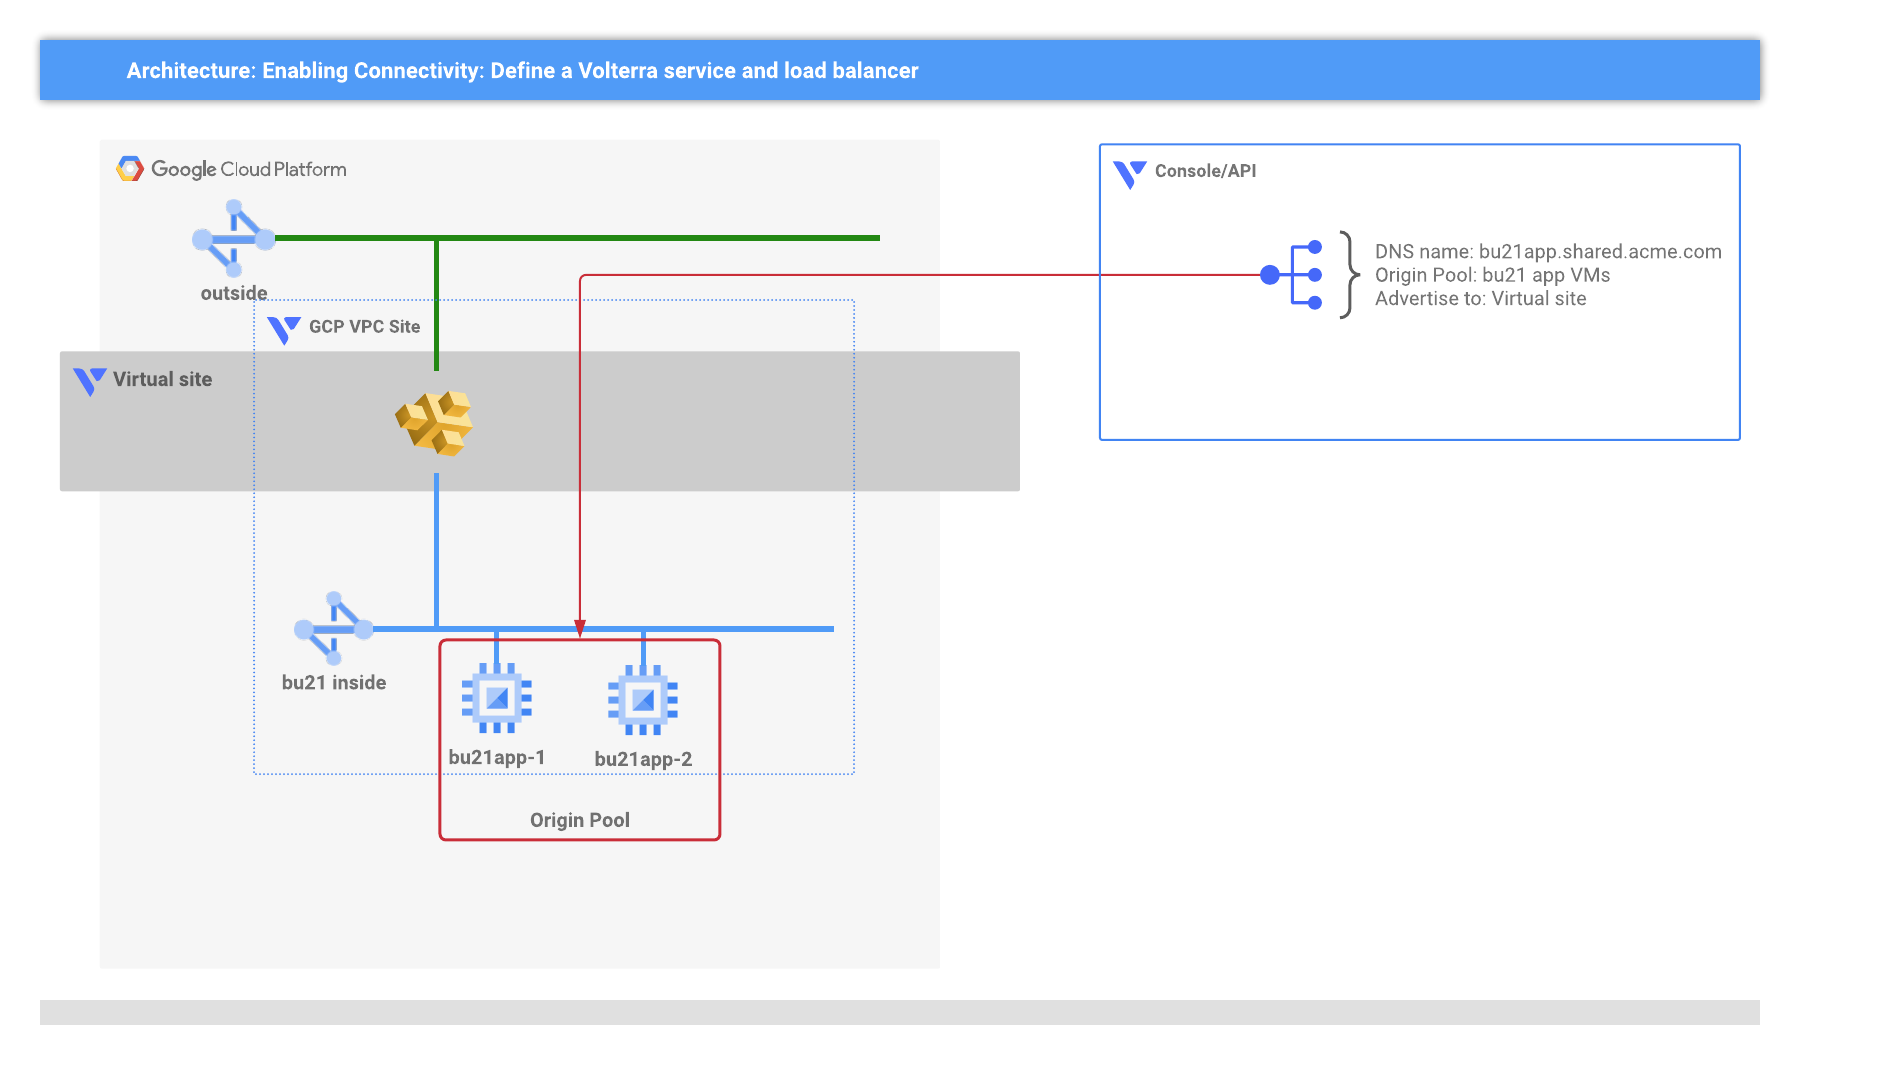 Architecture: Enabling Connectivity: Define a Volterra service and load balancer
Google Cloud Platform
Console/API
DNS name: bu21app.shared.acme.com
Origin Pool: bu21 app VMs
Advertise to: Virtual site
outside
GCP VPC Site
Virtual site
bu21 inside
bu21app-1
bu21app-2
Origin Pool